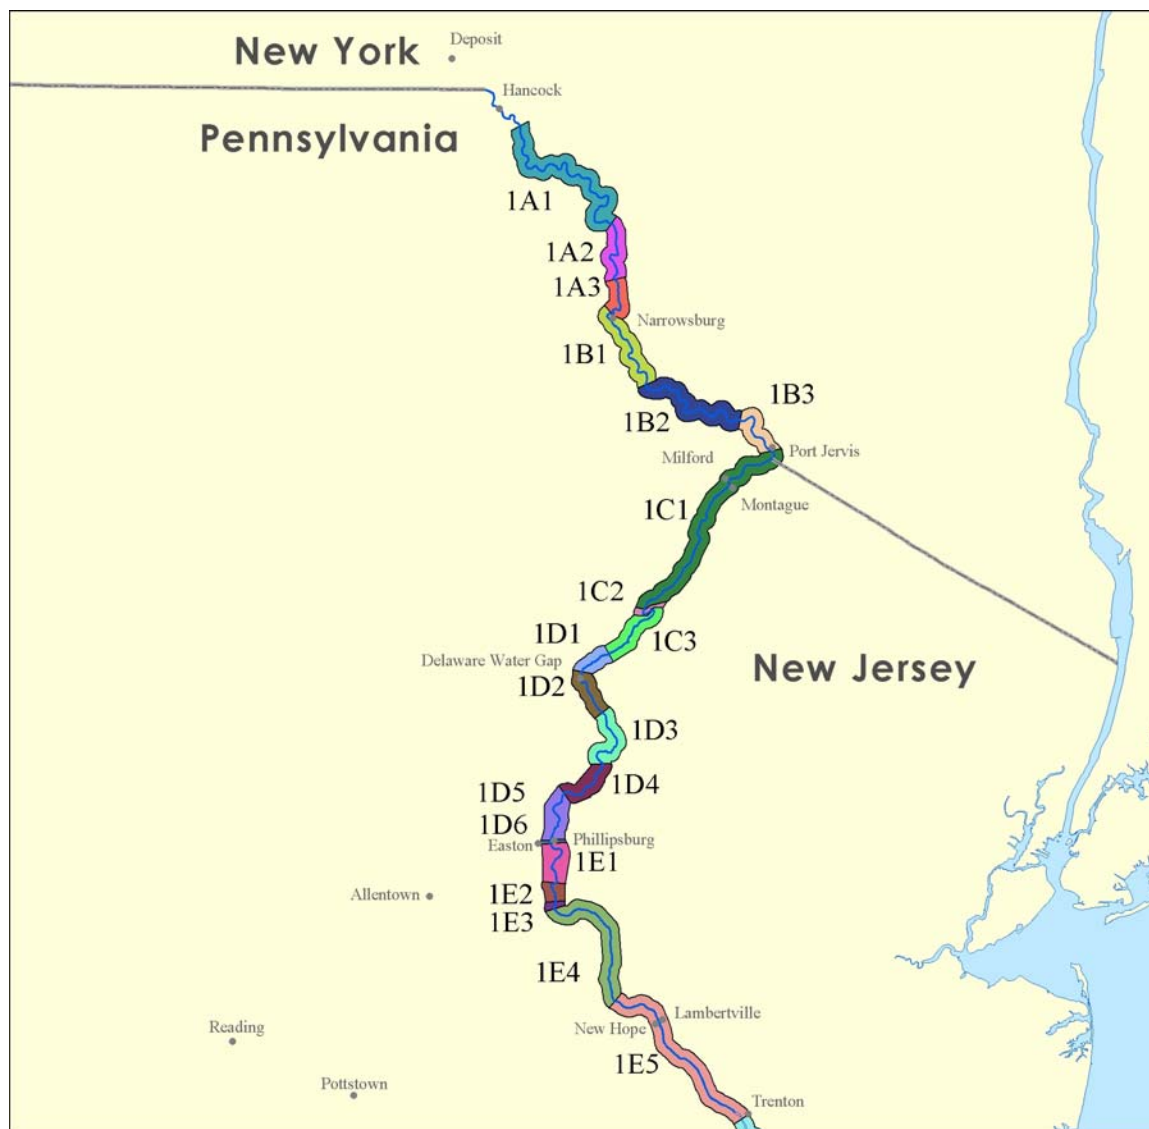 Deposit
New York
Hancock
Pennsylvania
1A1
1A2
1A3
Narrowsburg
1B1
1B3
1B2
Port Jervis
Milford
Montague
1C1
1C2
1D1
1C3
Delaware Water Gap
New Jersey
1D2
1D3
1D4
1D5
1D6
Phillipsburg
Easton
1E1
Allentown
1E2
1E3
1E4
Lambertville
New Hope
Reading
1E5
Pottstown
Trenton